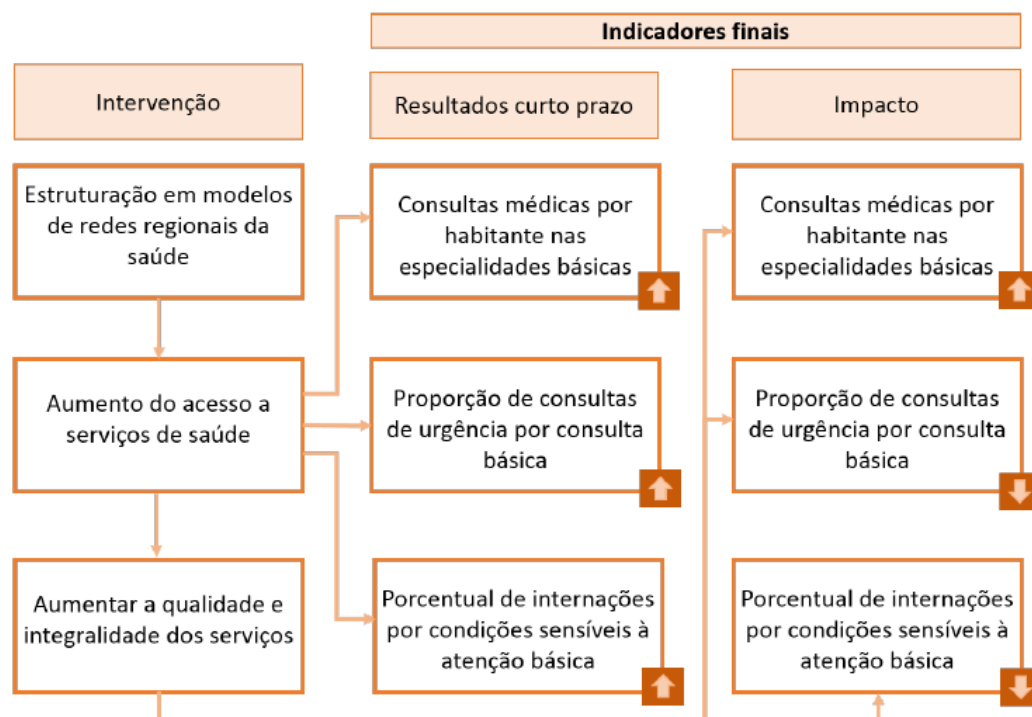 Indicadores finais
Intervenção
Resultados curto prazo
Impacto
Estruturação em modelos
de redes regionais da
saúde
Consultas médicas por
habitante nas
especialidades básicas
Consultas médicas por
habitante nas
especialidades básicas
Aumento do acesso a
serviços de saúde
Proporção de consultas
de urgência por consulta
básica
Proporção de consultas
de urgência por consulta
básica
Aumentar a qualidade e
integralidade dos serviços
Porcentual de internações
por condições sensíveis à
atenção básica
Porcentual de internações
por condições sensíveis à
atenção básica